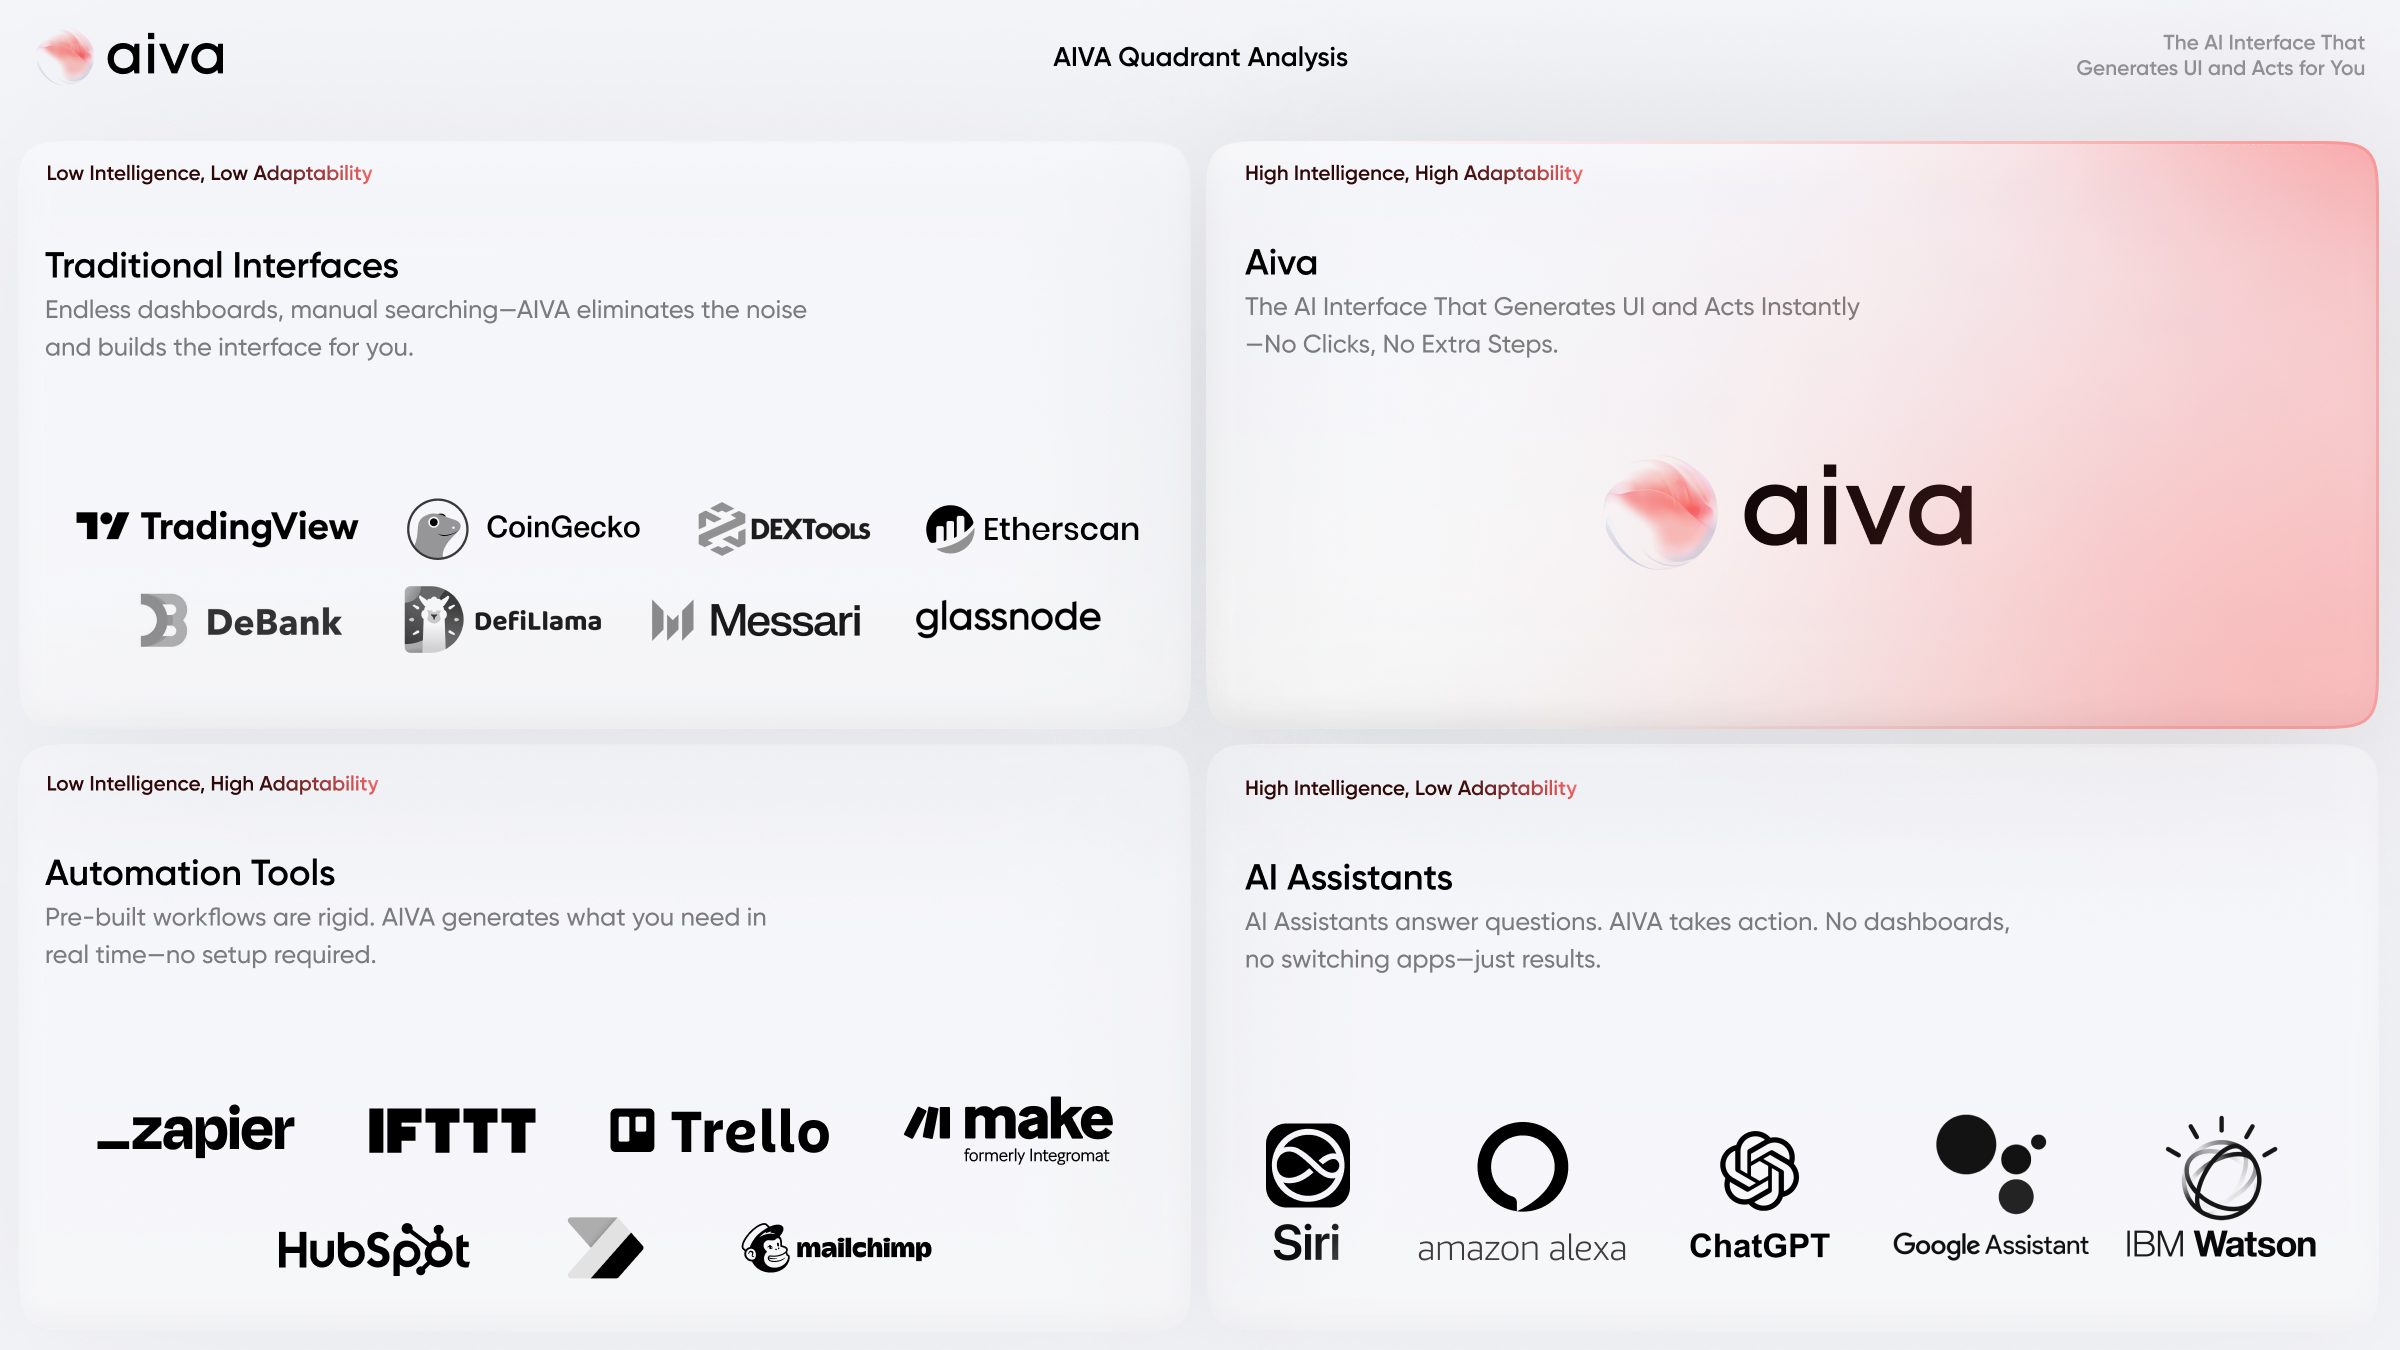 aiva
AIVA Quadrant Analysis
The AI Interface That
Generates UI and Acts for You
Low Intelligence, Low Adaptability
Traditional Interfaces
Endless dashboards, manual searching—AIVA eliminates the noise
and builds the interface for you.
TradingView
CoinGecko
DEXTools
Etherscan
DeBank
DefiLlama
Messari
glassnode
High Intelligence, High Adaptability
Aiva
The AI Interface That Generates UI and Acts Instantly
—No Clicks, No Extra Steps.
aiva
Low Intelligence, High Adaptability
Automation Tools
Pre-built workflows are rigid. AIVA generates what you need in
real time—no setup required.
_zapier
IFTTT
Trello
make
formerly Integromat
HubSpot
mailchimp
High Intelligence, Low Adaptability
AI Assistants
AI Assistants answer questions. AIVA takes action. No dashboards,
no switching apps—just results.
Siri
amazon alexa
ChatGPT
Google Assistant
IBM Watson